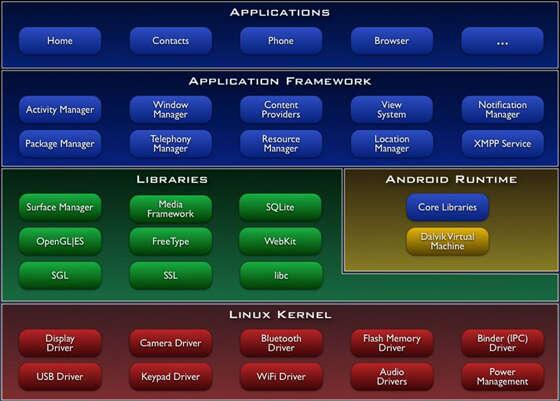 APPLICATIONS
Home
Contacts
Phone
Browser
...
APPLICATION FRAMEWORK
Activity Manager
Window
Manager
Content
Providers
View
System
Notification
Manager
Package Manager
Telephony
Manager
Resource
Manager
Location
Manager
XMPP Service
LIBRARIES
Surface Manager
Media
Framework
SQLite
OpenGL|ES
FreeType
WebKit
SGL
SSL
libc
ANDROID RUNTIME
Core Libraries
Dalvik Virtual
Machine
LINUX KERNEL
Display
Driver
Camera Driver
Bluetooth
Driver
Flash Memory
Driver
Binder (IPC)
Driver
USB Driver
Keypad Driver
WiFi Driver
Audio
Drivers
Power
Management